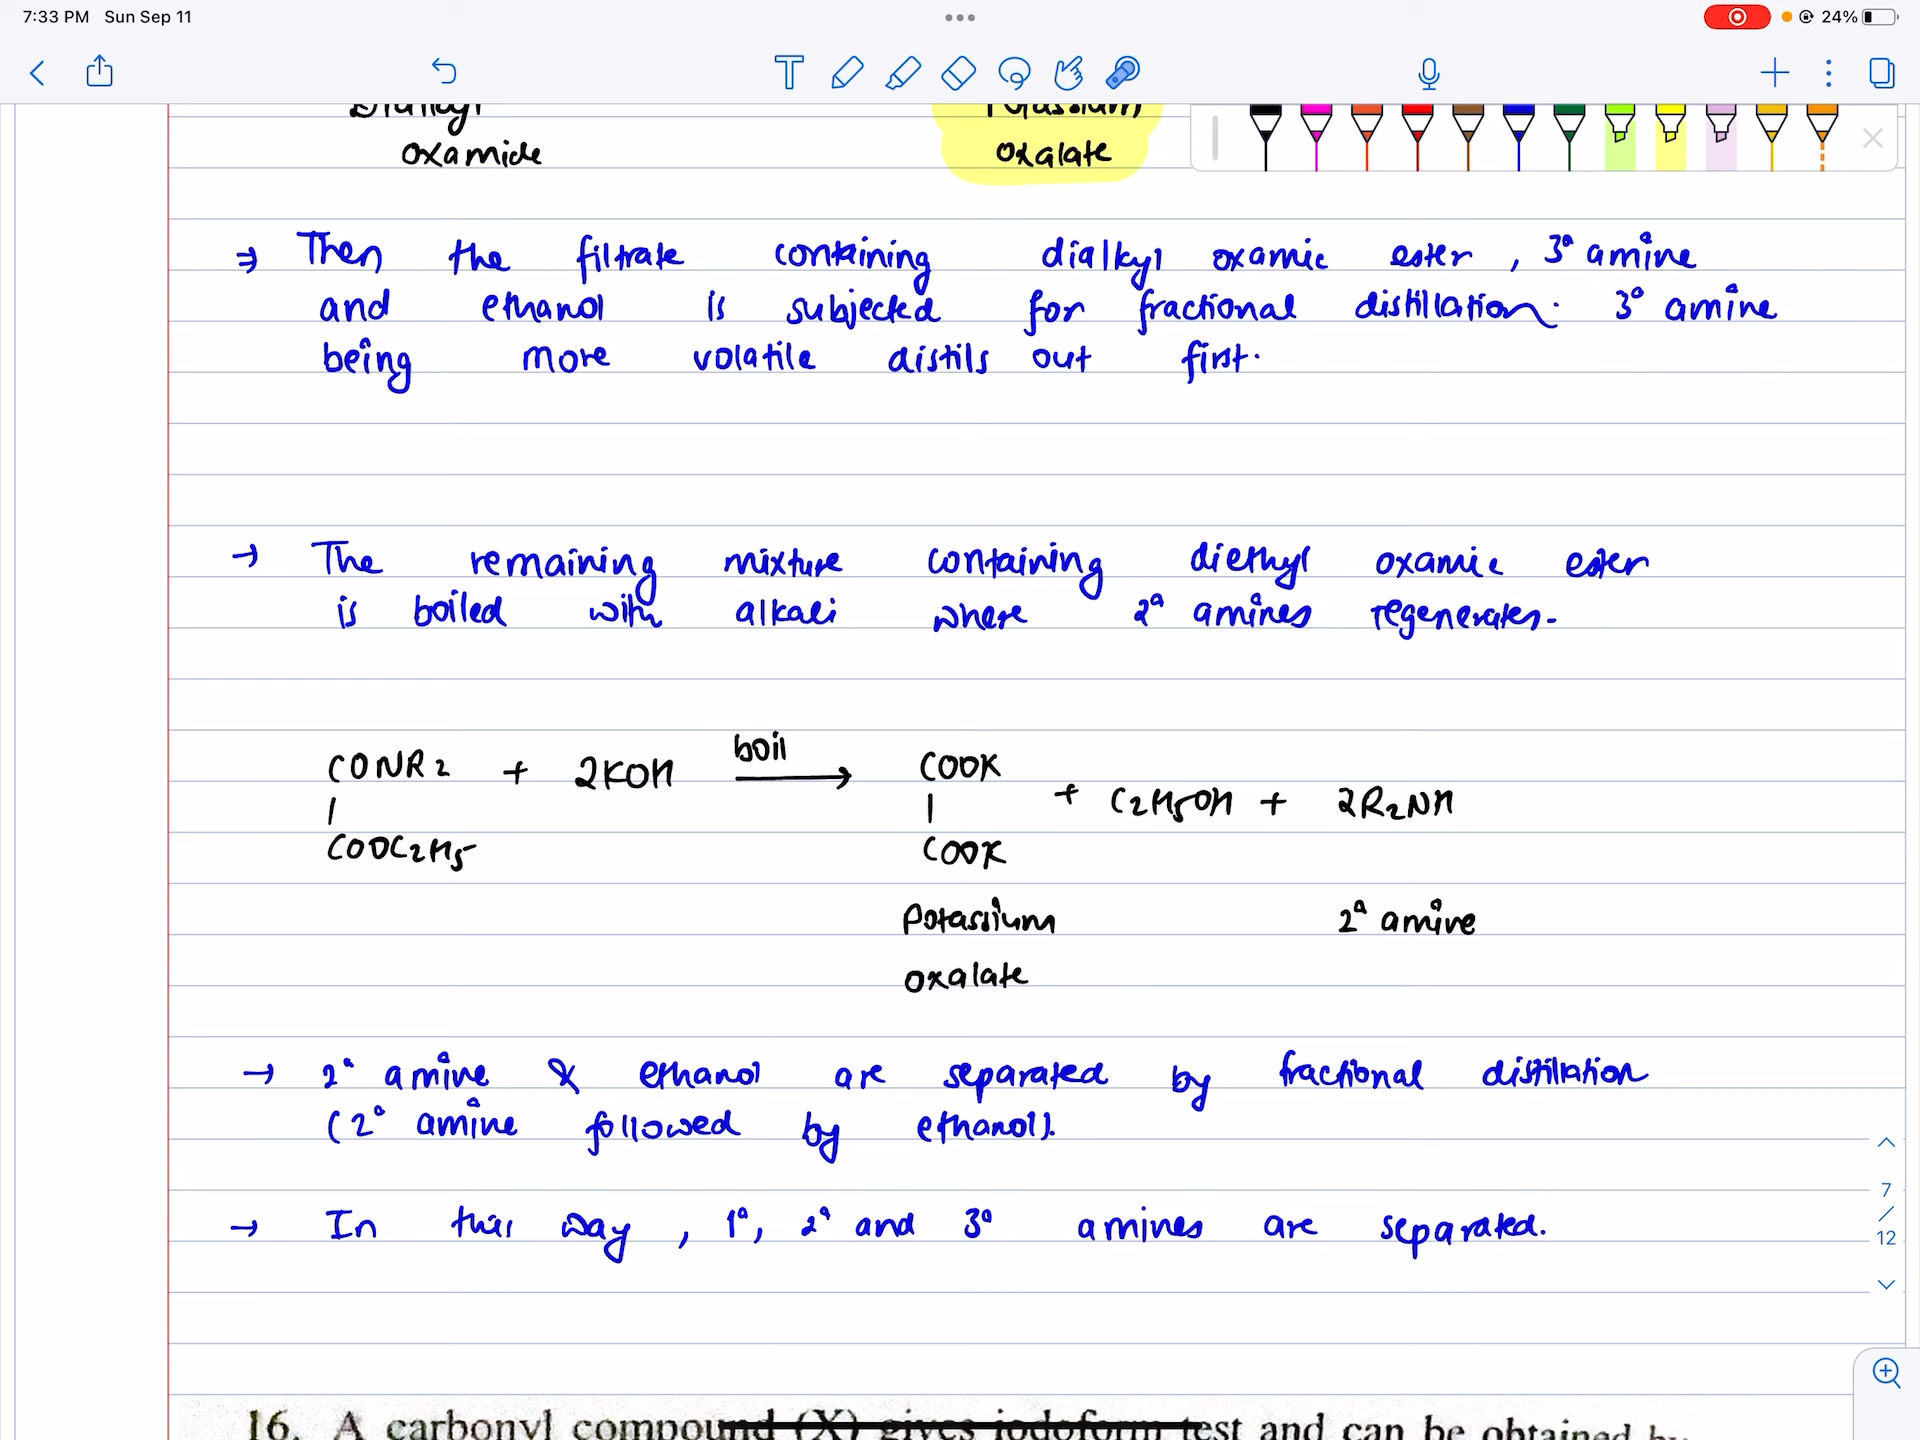 7:33 PM Sun Sep 11
24%
Dialkyl
Potassium
oxamide
oxalate
⇒ Then the filtrate containing dialkyl oxamic ester, 3° amine
and ethanol is subjected for fractional distillation. 3° amine
being more volatile distils out first.
→ The remaining mixture containing diethyl oxamic ester
is boiled with alkali where 2° amines regenerates.
boil
CONR2 + 2KOH → COOK
| | + C2H5OH + 2R2NH
COOC2H5 COOK
Potassium 2° amine
oxalate
→ 2° amine & ethanol are separated by fractional distillation
(2° amine followed by ethanol).
→ In this way, 1°, 2° and 3° amines are separated.
7
/
12
16. A carbonyl compound (X) gives iodoform test and can be obtained by